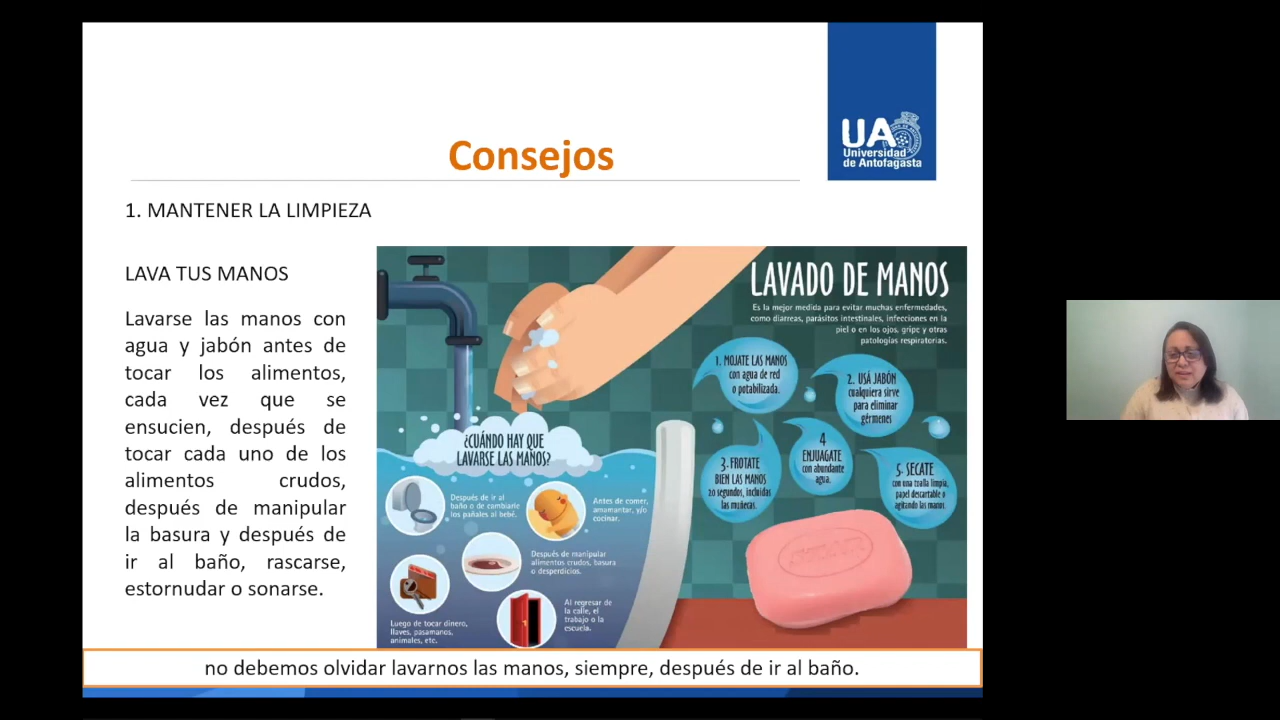 UA
Universidad
de Antofagasta
Consejos
1. MANTENER LA LIMPIEZA
LAVA TUS MANOS
Lavarse las manos con
agua y jabón antes de
tocar los alimentos,
cada vez que se
ensucien, después de
tocar cada uno de los
alimentos crudos,
después de manipular
la basura y después de
ir al baño, rascarse,
estornudar o sonarse.
LAVADO DE MANOS
Es la mejor medida para evitar muchas enfermedades,
como diarreas, parásitos intestinales, infecciones en la
piel o en los ojos, gripe y otras
patologías respiratorias.
1. MOJATE LAS MANOS
con agua de red
o potabilizada.
2. USÁ JABÓN
cualquiera sirve
para eliminar
gérmenes
3. FROTATE
BIEN LAS MANOS
20 segundos, incluidas
las muñecas.
4
ENJUAGATE
con abundante
agua.
5- SECATE
con una toalla limpia,
papel descartable o
agitando las manos.
¿CUÁNDO HAY QUE
LAVARSE LAS MANOS?
Después de ir al
baño o de cambiarle
los pañales al bebé.
Antes de comer,
amamantar, y/o
cocinar.
Después de manipular
alimentos crudos, basura
o desperdicios.
Luego de tocar dinero,
llaves, pasamanos,
animales, etc.
Al regresar de
la calle, el
trabajo o la
escuela.
no debemos olvidar lavarnos las manos, siempre, después de ir al baño.